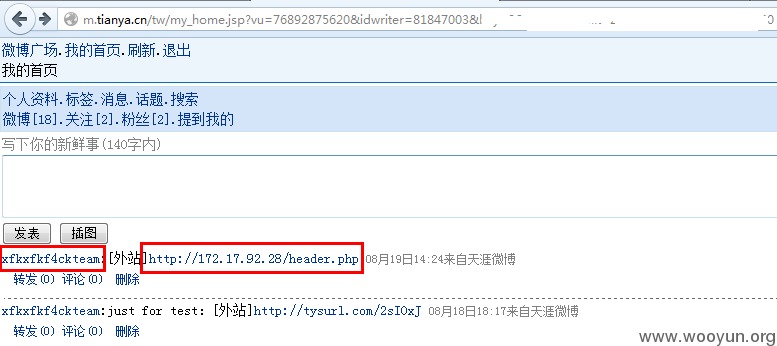 m.tianya.cn/tw/my_home.jsp?vu=76892875620&idwriter=81847003&
微博广场.我的首页.刷新.退出
我的首页
个人资料.标签.消息.话题.搜索
微博[18].关注[2].粉丝[2].提到我的
写下你的新鲜事(140字内)
发表 插图
xfkxfkf4ckteam:[外站]http://172.17.92.28/header.php 08月19日14:24来自天涯微博
转发(0) 评论(0) 删除
xfkxfkf4ckteam:just for test: [外站]http://tysurl.com/2sIOxJ 08月18日18:17来自天涯微博
转发(0) 评论(0) 删除
www.wooyun.org